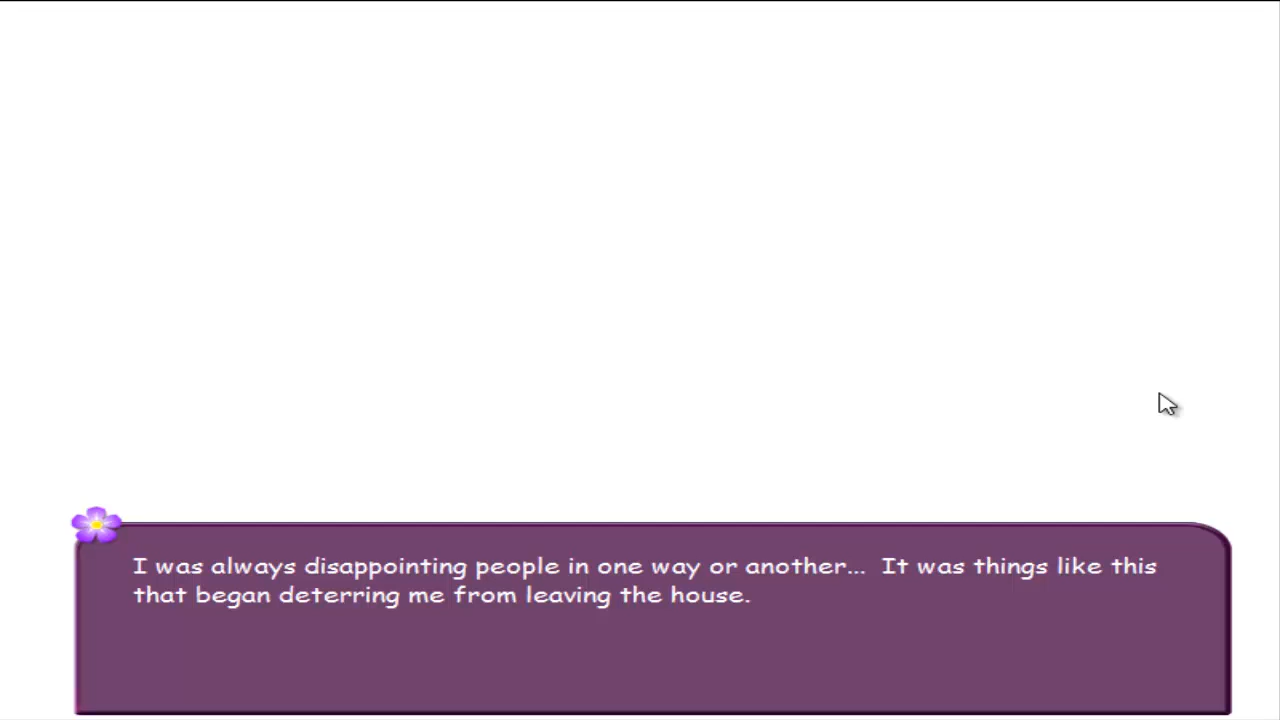 I was always disappointing people in one way or another...  It was things like this
that began deterring me from leaving the house.